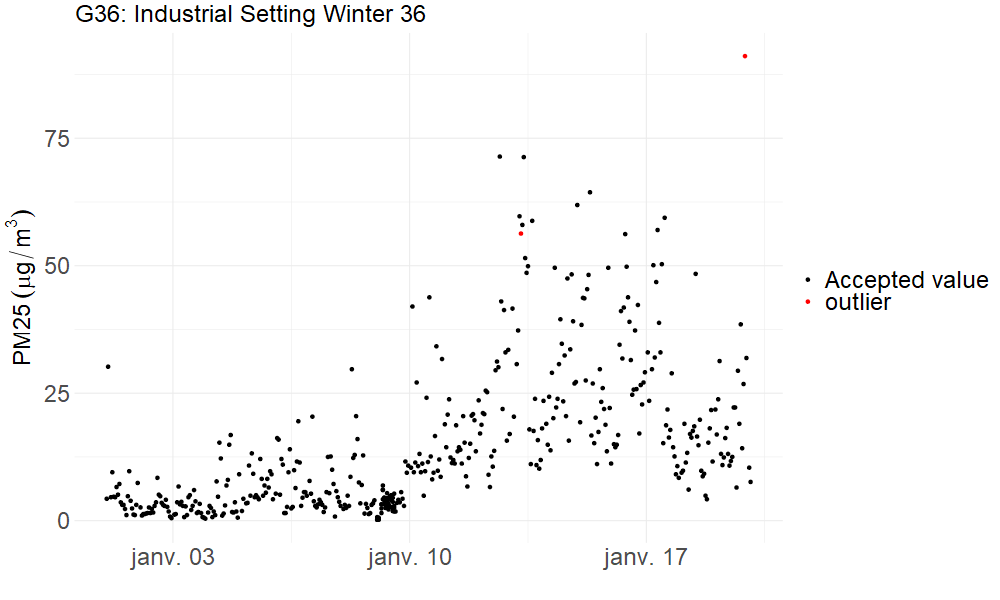 G36: Industrial Setting Winter 36
PM25 (μg/m³)
75
50
25
0
janv. 03 janv. 10 janv. 17
Accepted value
outlier